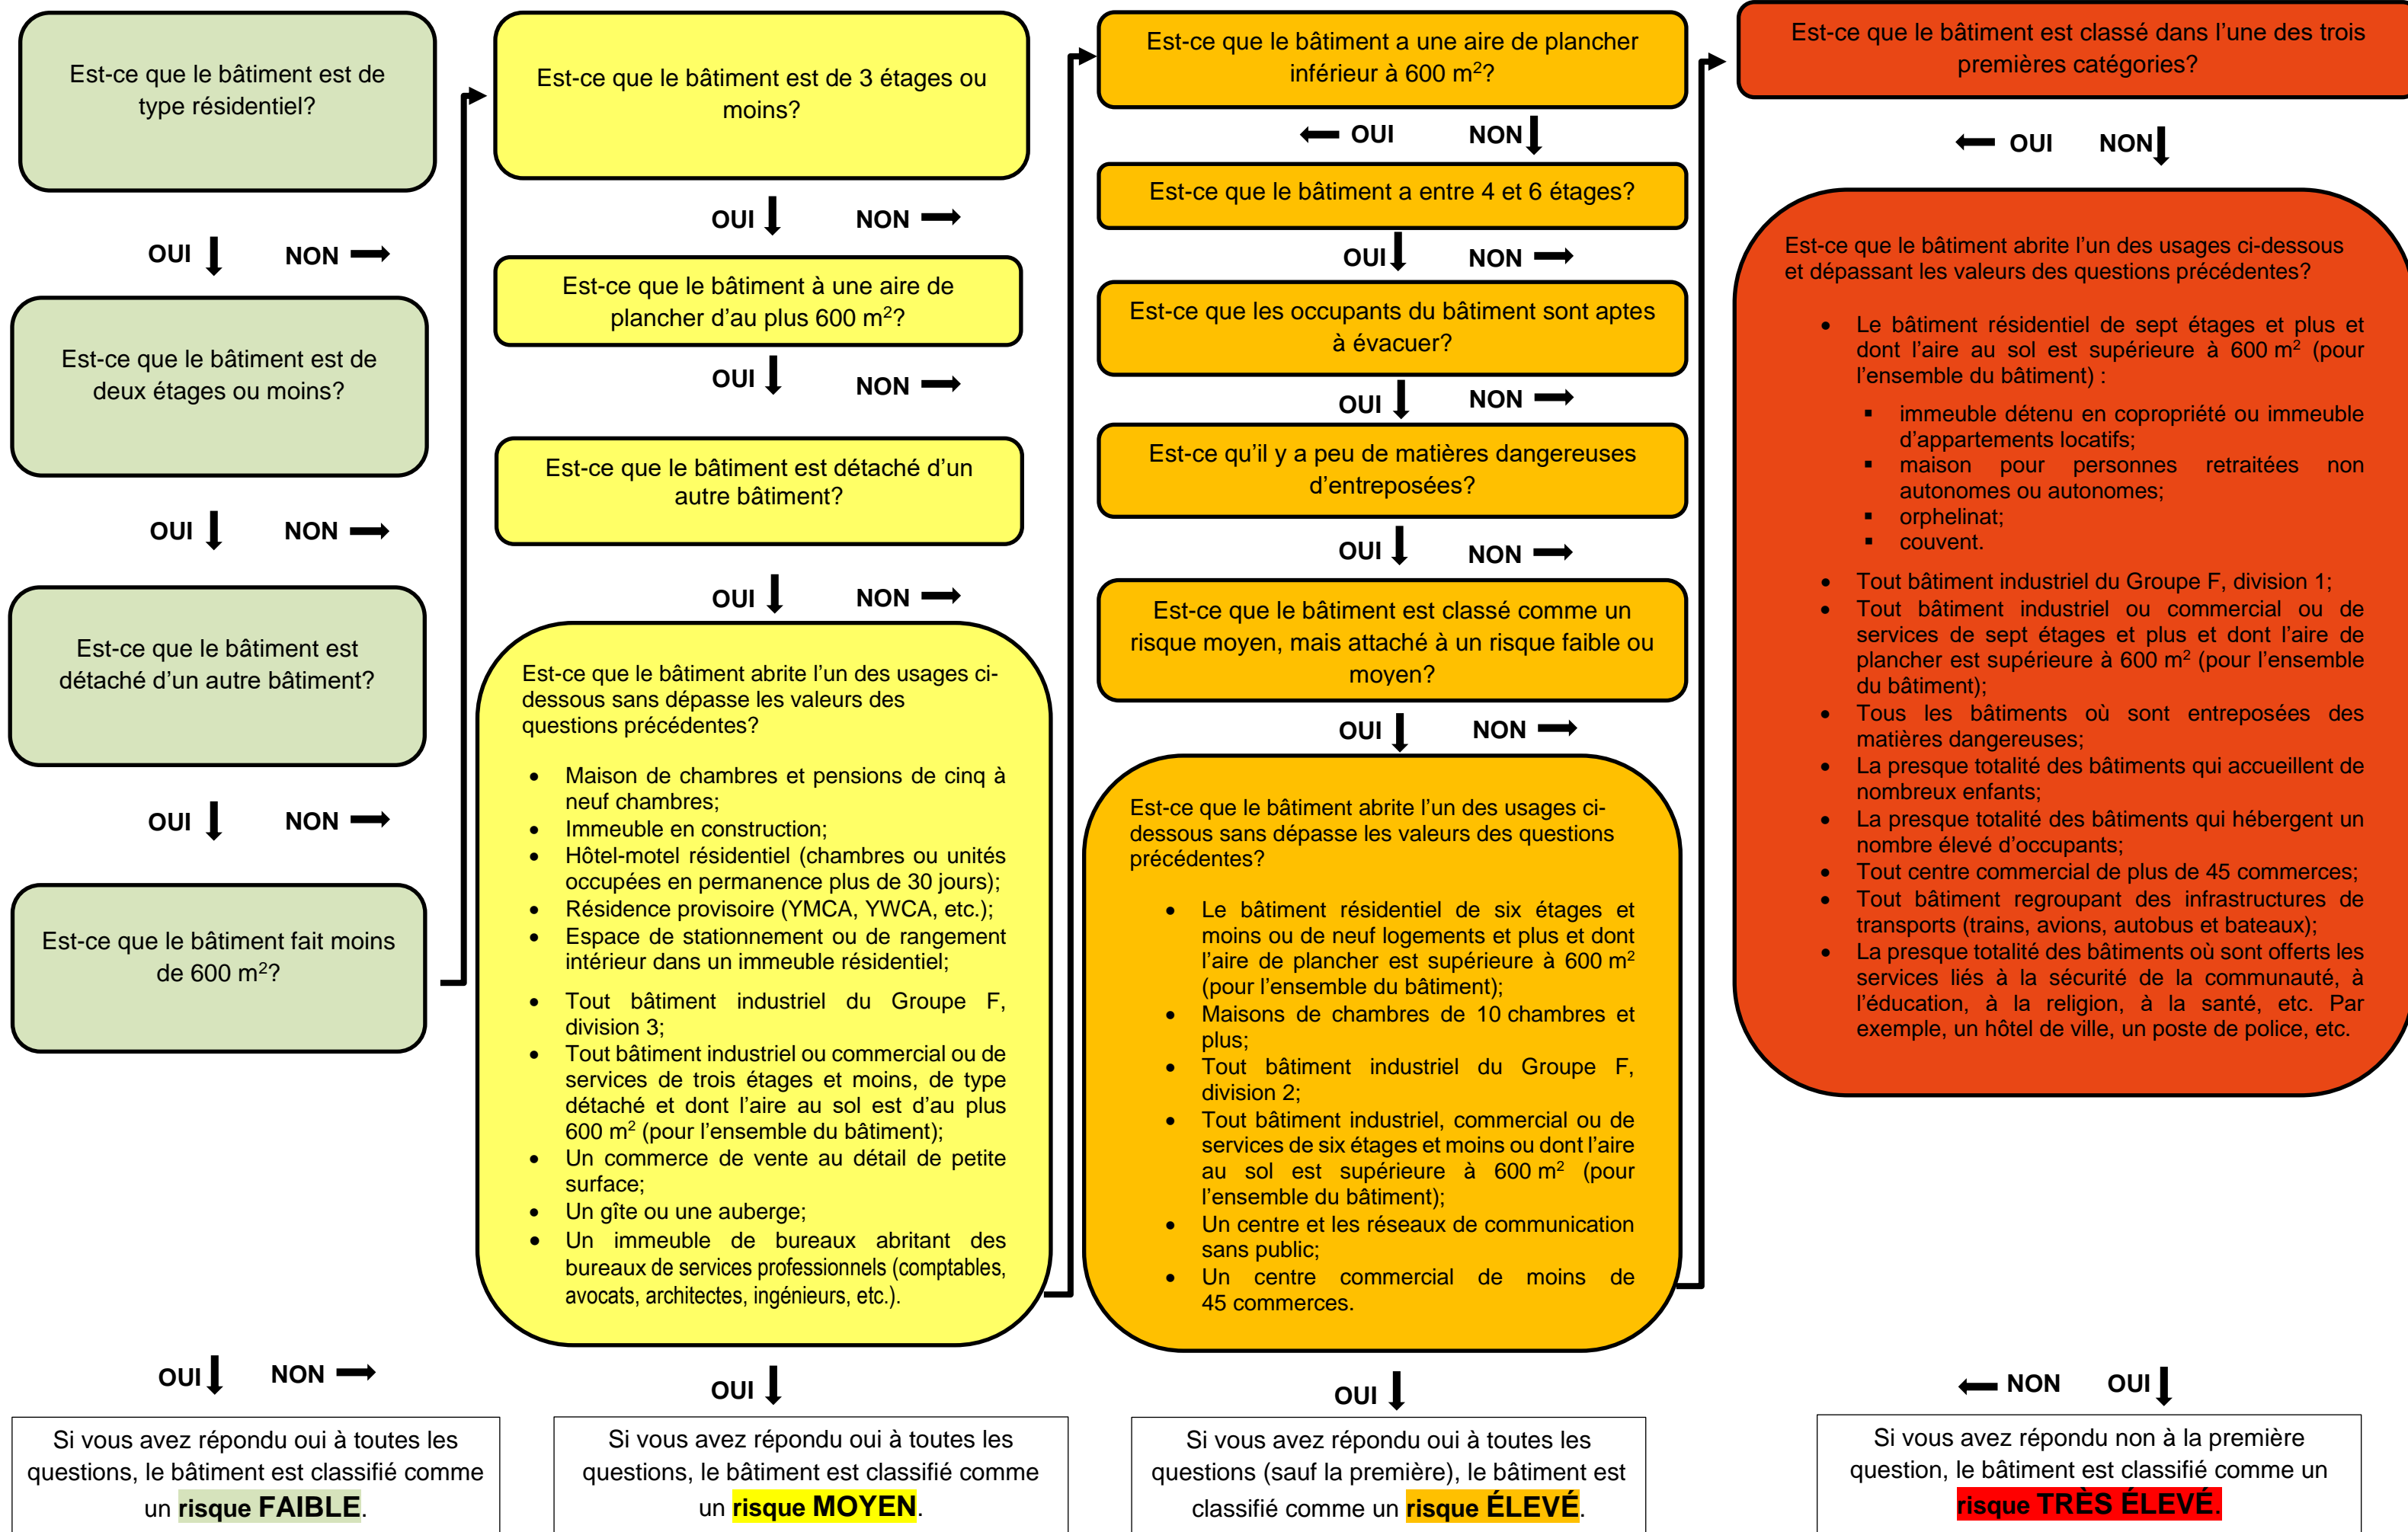 Est-ce que le bâtiment est de
type résidentiel?
OUI NON
Est-ce que le bâtiment est de
deux étages ou moins?
OUI NON
Est-ce que le bâtiment est
détaché d’un autre bâtiment?
OUI NON
Est-ce que le bâtiment fait moins
de 600 m²?
OUI NON
Si vous avez répondu oui à toutes les
questions, le bâtiment est classifié comme
un risque FAIBLE.
Est-ce que le bâtiment est de 3 étages ou
moins?
OUI NON
Est-ce que le bâtiment à une aire de
plancher d’au plus 600 m²?
OUI NON
Est-ce que le bâtiment est détaché d’un
autre bâtiment?
OUI NON
Est-ce que le bâtiment abrite l’un des usages ci-
dessous sans dépasse les valeurs des
questions précédentes?
• Maison de chambres et pensions de cinq à
neuf chambres;
• Immeuble en construction;
• Hôtel-motel résidentiel (chambres ou unités
occupées en permanence plus de 30 jours);
• Résidence provisoire (YMCA, YWCA, etc.);
• Espace de stationnement ou de rangement
intérieur dans un immeuble résidentiel;
• Tout bâtiment industriel du Groupe F,
division 3;
• Tout bâtiment industriel ou commercial ou de
services de trois étages et moins, de type
détaché et dont l’aire au sol est d’au plus
600 m² (pour l’ensemble du bâtiment);
• Un commerce de vente au détail de petite
surface;
• Un gîte ou une auberge;
• Un immeuble de bureaux abritant des
bureaux de services professionnels (comptables,
avocats, architectes, ingénieurs, etc.).
OUI
Si vous avez répondu oui à toutes les
questions, le bâtiment est classifié comme
un risque MOYEN.
Est-ce que le bâtiment a une aire de plancher
inférieur à 600 m²?
OUI NON
Est-ce que le bâtiment a entre 4 et 6 étages?
OUI NON
Est-ce que les occupants du bâtiment sont aptes
à évacuer?
OUI NON
Est-ce qu’il y a peu de matières dangereuses
d’entreposées?
OUI NON
Est-ce que le bâtiment est classé comme un
risque moyen, mais attaché à un risque faible ou
moyen?
OUI NON
Est-ce que le bâtiment abrite l’un des usages ci-
dessous sans dépasse les valeurs des questions
précédentes?
• Le bâtiment résidentiel de six étages et
moins ou de neuf logements et plus et dont
l’aire de plancher est supérieure à 600 m²
(pour l’ensemble du bâtiment);
• Maisons de chambres de 10 chambres et
plus;
• Tout bâtiment industriel du Groupe F,
division 2;
• Tout bâtiment industriel, commercial ou de
services de six étages et moins ou dont l’aire
au sol est supérieure à 600 m² (pour
l’ensemble du bâtiment);
• Un centre et les réseaux de communication
sans public;
• Un centre commercial de moins de
45 commerces.
OUI
Si vous avez répondu oui à toutes les
questions (sauf la première), le bâtiment est
classifié comme un risque ÉLEVÉ.
Est-ce que le bâtiment est classé dans l’une des trois
premières catégories?
OUI NON
Est-ce que le bâtiment abrite l’un des usages ci-dessous
et dépassant les valeurs des questions précédentes?
• Le bâtiment résidentiel de sept étages et plus et
dont l’aire au sol est supérieure à 600 m² (pour
l’ensemble du bâtiment) :
▪ immeuble détenu en copropriété ou immeuble
d’appartements locatifs;
▪ maison pour personnes retraitées non
autonomes ou autonomes;
▪ orphelinat;
▪ couvent.
• Tout bâtiment industriel du Groupe F, division 1;
• Tout bâtiment industriel ou commercial ou de
services de sept étages et plus et dont l’aire de
plancher est supérieure à 600 m² (pour l’ensemble
du bâtiment);
• Tous les bâtiments où sont entreposées des
matières dangereuses;
• La presque totalité des bâtiments qui accueillent de
nombreux enfants;
• La presque totalité des bâtiments qui hébergent un
nombre élevé d’occupants;
• Tout centre commercial de plus de 45 commerces;
• Tout bâtiment regroupant des infrastructures de
transports (trains, avions, autobus et bateaux);
• La presque totalité des bâtiments où sont offerts les
services liés à la sécurité de la communauté, à
l’éducation, à la religion, à la santé, etc. Par
exemple, un hôtel de ville, un poste de police, etc.
NON OUI
Si vous avez répondu non à la première
question, le bâtiment est classifié comme un
risque TRÈS ÉLEVÉ.